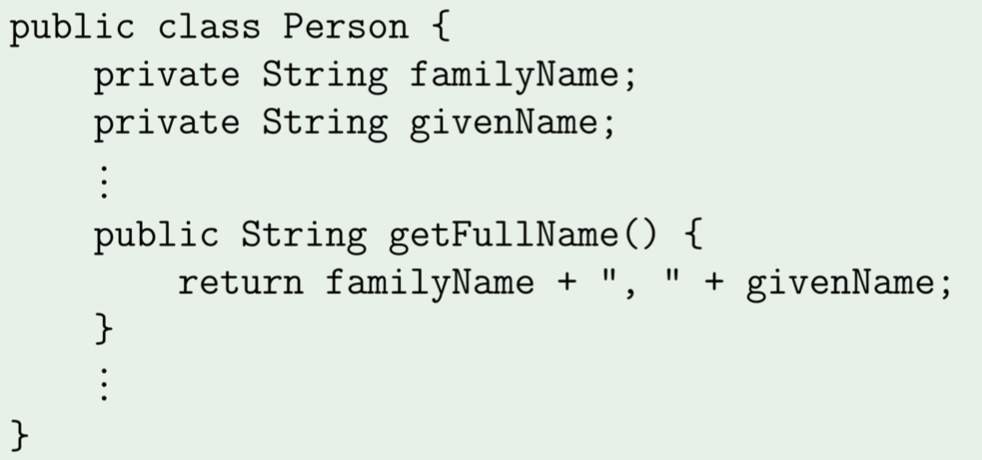 public class Person {
    private String familyName;
    private String givenName;
    ⋮
    public String getFullName() {
        return familyName + ", " + givenName;
    }
    ⋮
}